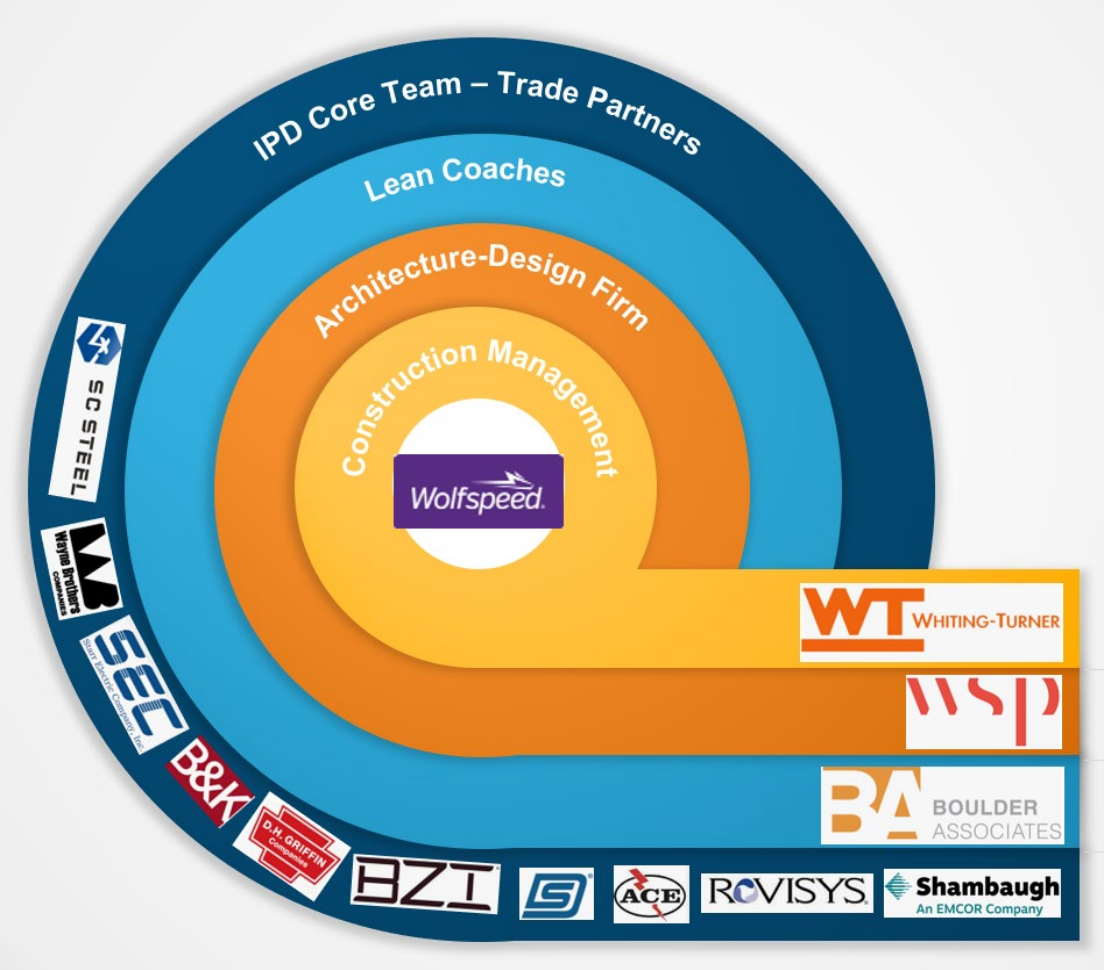 IPD Core Team – Trade Partners
Lean Coaches
Architecture-Design Firm
Construction Management
Wolfspeed.
WT WHITING-TURNER
wsp
BA BOULDER
ASSOCIATES
SC STEEL
WB
Wayne Brothers
COMPANIES
SEC
Starr Electric Company, Inc.
B&K
D.H. GRIFFIN
Companies
BZI
ACE
ROVISYS
Shambaugh
An EMCOR Company